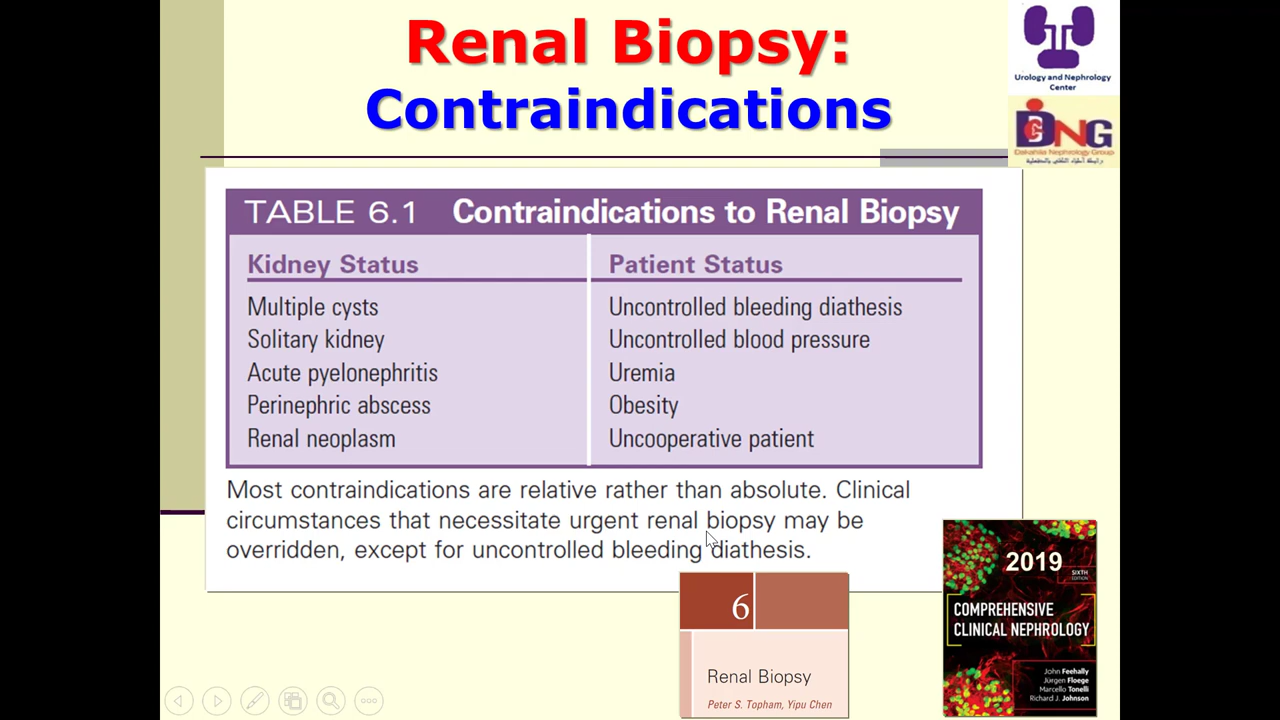 Renal Biopsy:
Contraindications
Urology and Nephrology
Center
DCNG
Dakahlia Nephrology Group
TABLE 6.1 Contraindications to Renal Biopsy
Kidney Status Patient Status
Multiple cysts Uncontrolled bleeding diathesis
Solitary kidney Uncontrolled blood pressure
Acute pyelonephritis Uremia
Perinephric abscess Obesity
Renal neoplasm Uncooperative patient
Most contraindications are relative rather than absolute. Clinical
circumstances that necessitate urgent renal biopsy may be
overridden, except for uncontrolled bleeding diathesis.
6
Renal Biopsy
Peter S. Topham, Yipu Chen
2019
SIXTH
EDITION
COMPREHENSIVE
CLINICAL NEPHROLOGY
John Feehally
Jürgen Floege
Marcello Tonelli
Richard J. Johnson